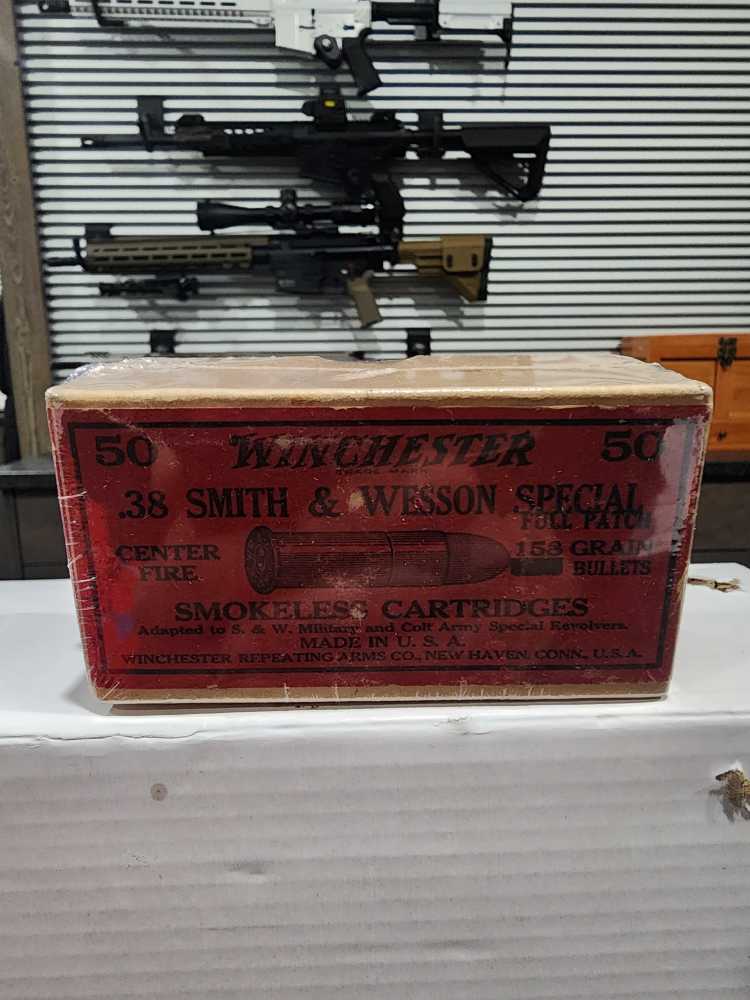 50 WINCHESTER 50
TRADE MARK
.38 SMITH & WESSON SPECIAL
FULL PATCH
CENTER FIRE
158 GRAIN BULLETS
SMOKELESS CARTRIDGES
Adapted to S. & W. Military and Colt Army Special Revolvers.
MADE IN U. S. A.
WINCHESTER REPEATING ARMS CO., NEW HAVEN, CONN., U.S.A.